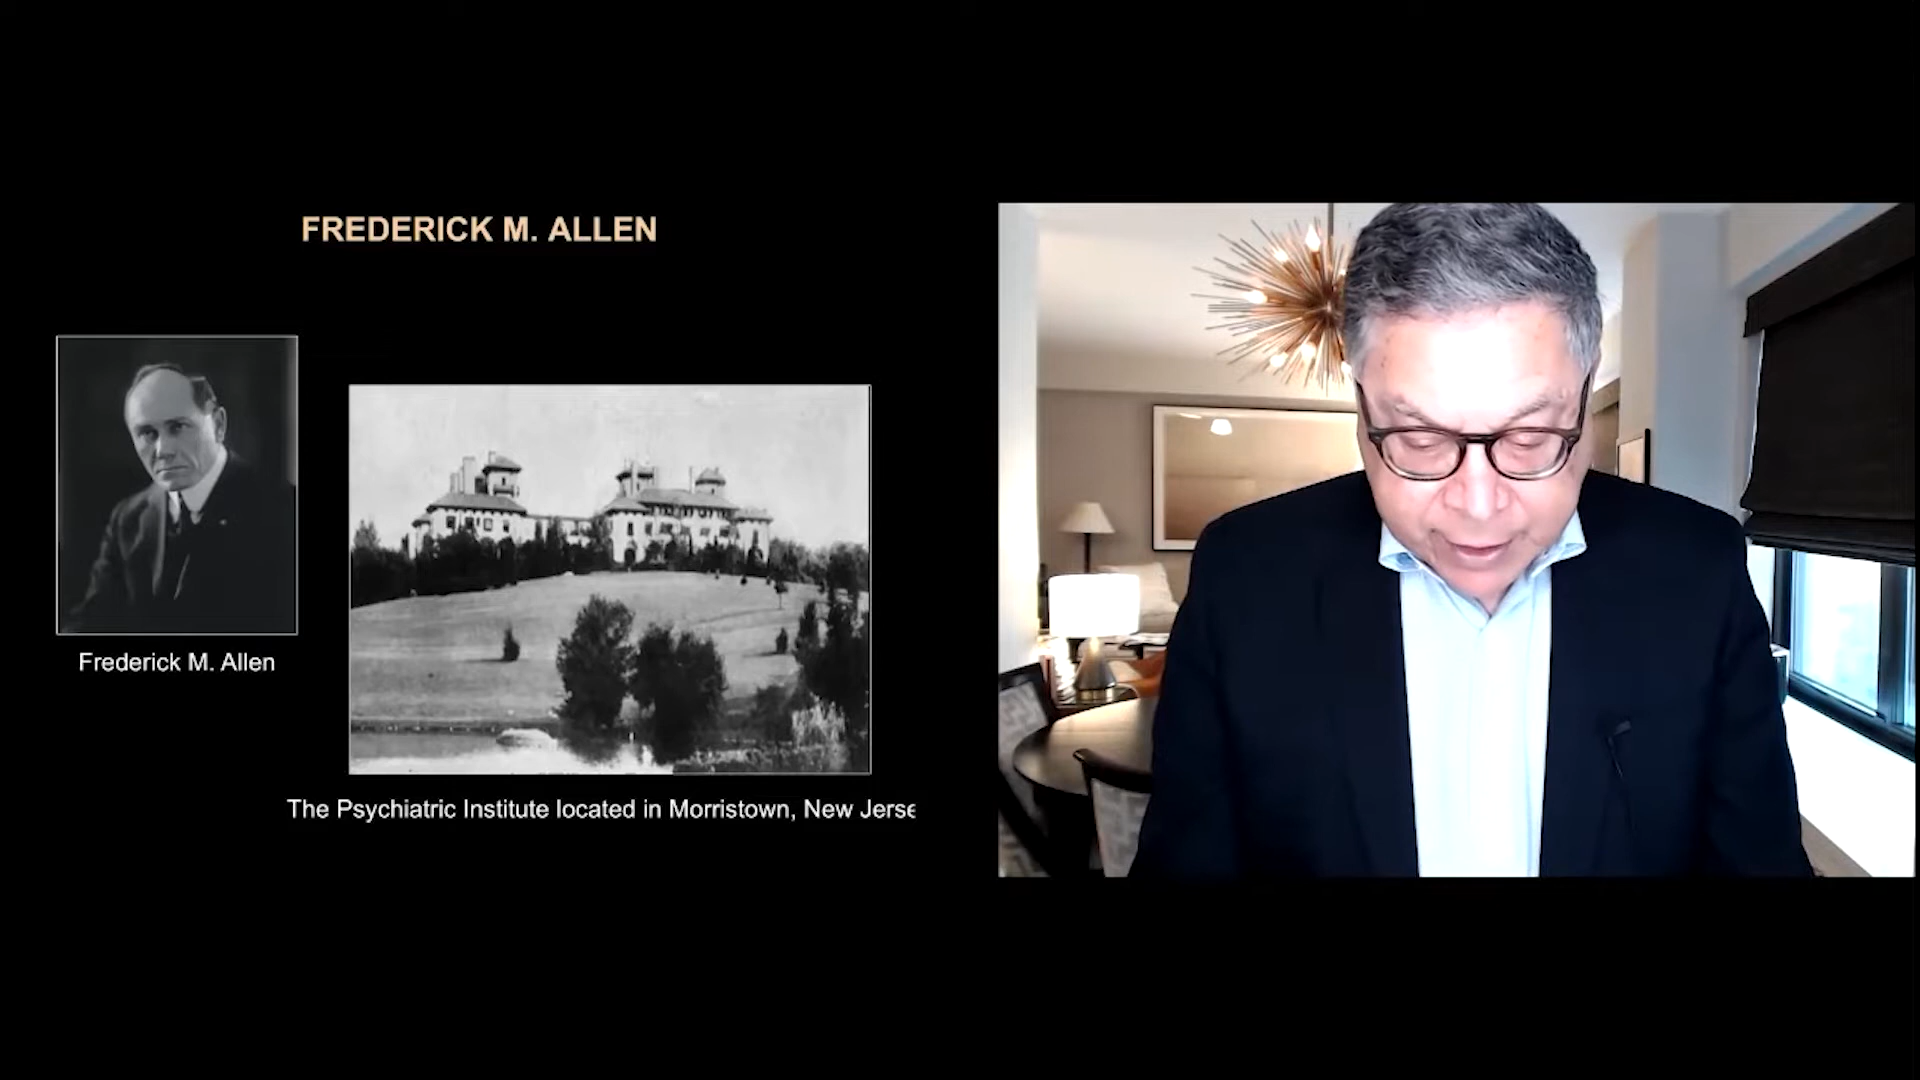 FREDERICK M. ALLEN
Frederick M. Allen
The Psychiatric Institute located in Morristown, New Jerse